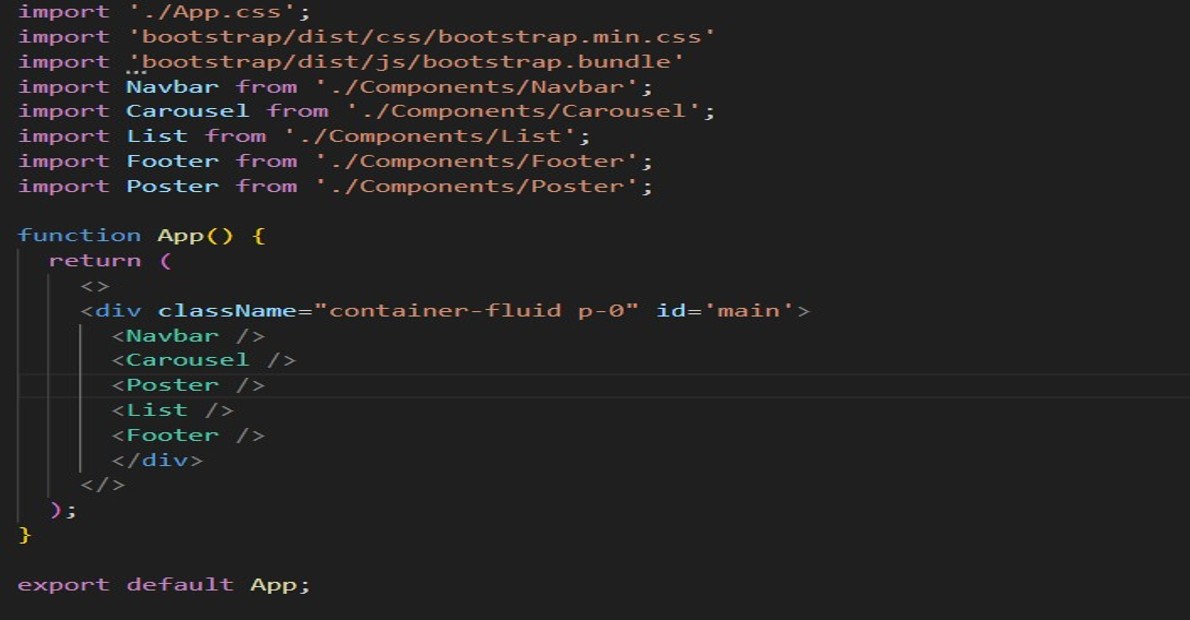 import './App.css';
import 'bootstrap/dist/css/bootstrap.min.css'
import 'bootstrap/dist/js/bootstrap.bundle'
import Navbar from './Components/Navbar';
import Carousel from './Components/Carousel';
import List from './Components/List';
import Footer from './Components/Footer';
import Poster from './Components/Poster';

function App() {
  return (
    <>
    <div className="container-fluid p-0" id='main'>
      <Navbar />
      <Carousel />
      <Poster />
      <List />
      <Footer />
      </div>
    </>
  );
}

export default App;